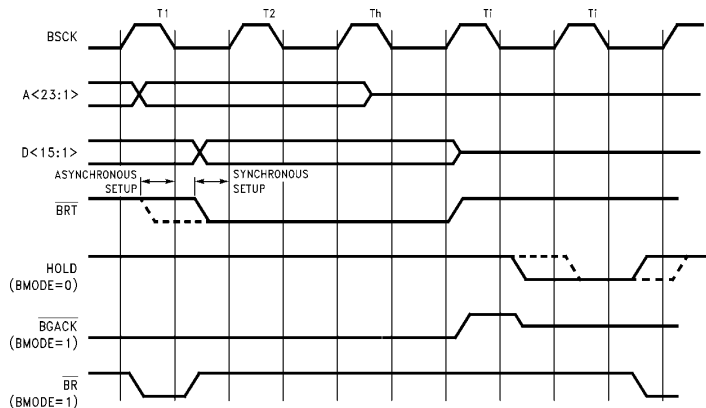 T1 T2 Th Ti Ti
BSCK
A<23:1>
D<15:1>
ASYNCHRONOUS SETUP
SYNCHRONOUS SETUP
BRT
HOLD
(BMODE=0)
BGACK
(BMODE=1)
BR
(BMODE=1)